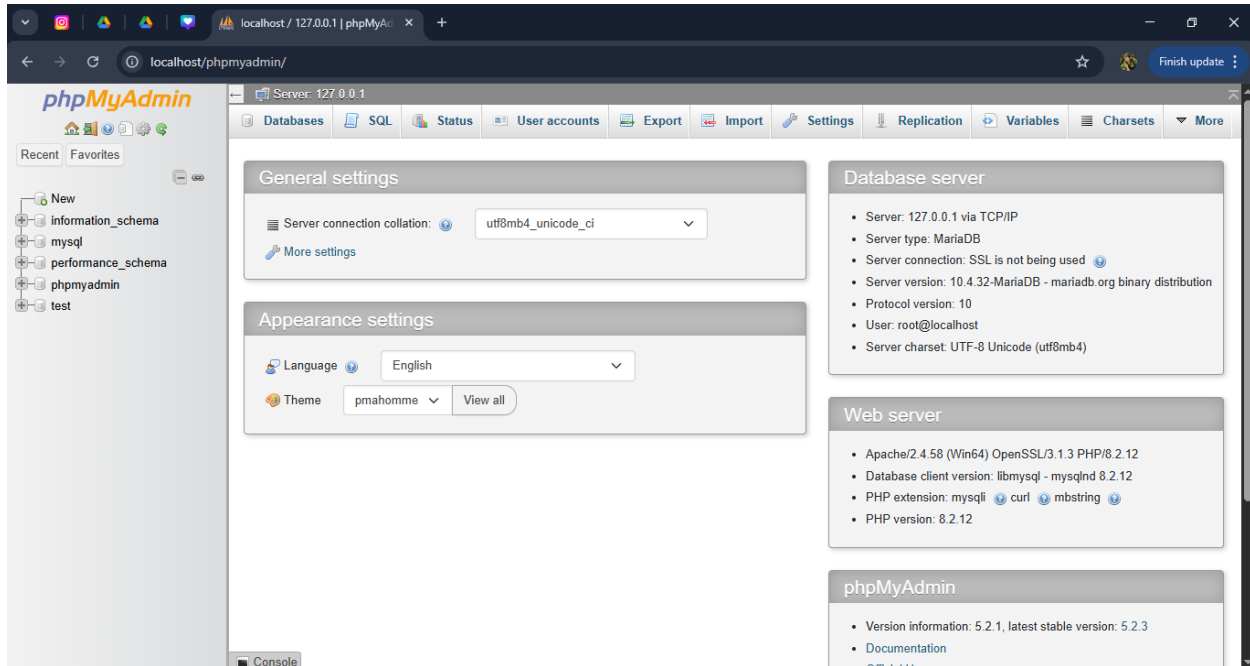 localhost / 127.0.0.1 | phpMyAd
localhost/phpmyadmin/
Finish update
phpMyAdmin
Recent Favorites
New
information_schema
mysql
performance_schema
phpmyadmin
test
Server: 127.0.0.1
Databases SQL Status User accounts Export Import Settings Replication Variables Charsets More
General settings
Server connection collation: utf8mb4_unicode_ci
More settings
Appearance settings
Language English
Theme pmahomme View all
Database server
Server: 127.0.0.1 via TCP/IP
Server type: MariaDB
Server connection: SSL is not being used
Server version: 10.4.32-MariaDB - mariadb.org binary distribution
Protocol version: 10
User: root@localhost
Server charset: UTF-8 Unicode (utf8mb4)
Web server
Apache/2.4.58 (Win64) OpenSSL/3.1.3 PHP/8.2.12
Database client version: libmysql - mysqlnd 8.2.12
PHP extension: mysqli curl mbstring
PHP version: 8.2.12
phpMyAdmin
Version information: 5.2.1, latest stable version: 5.2.3
Documentation
Console